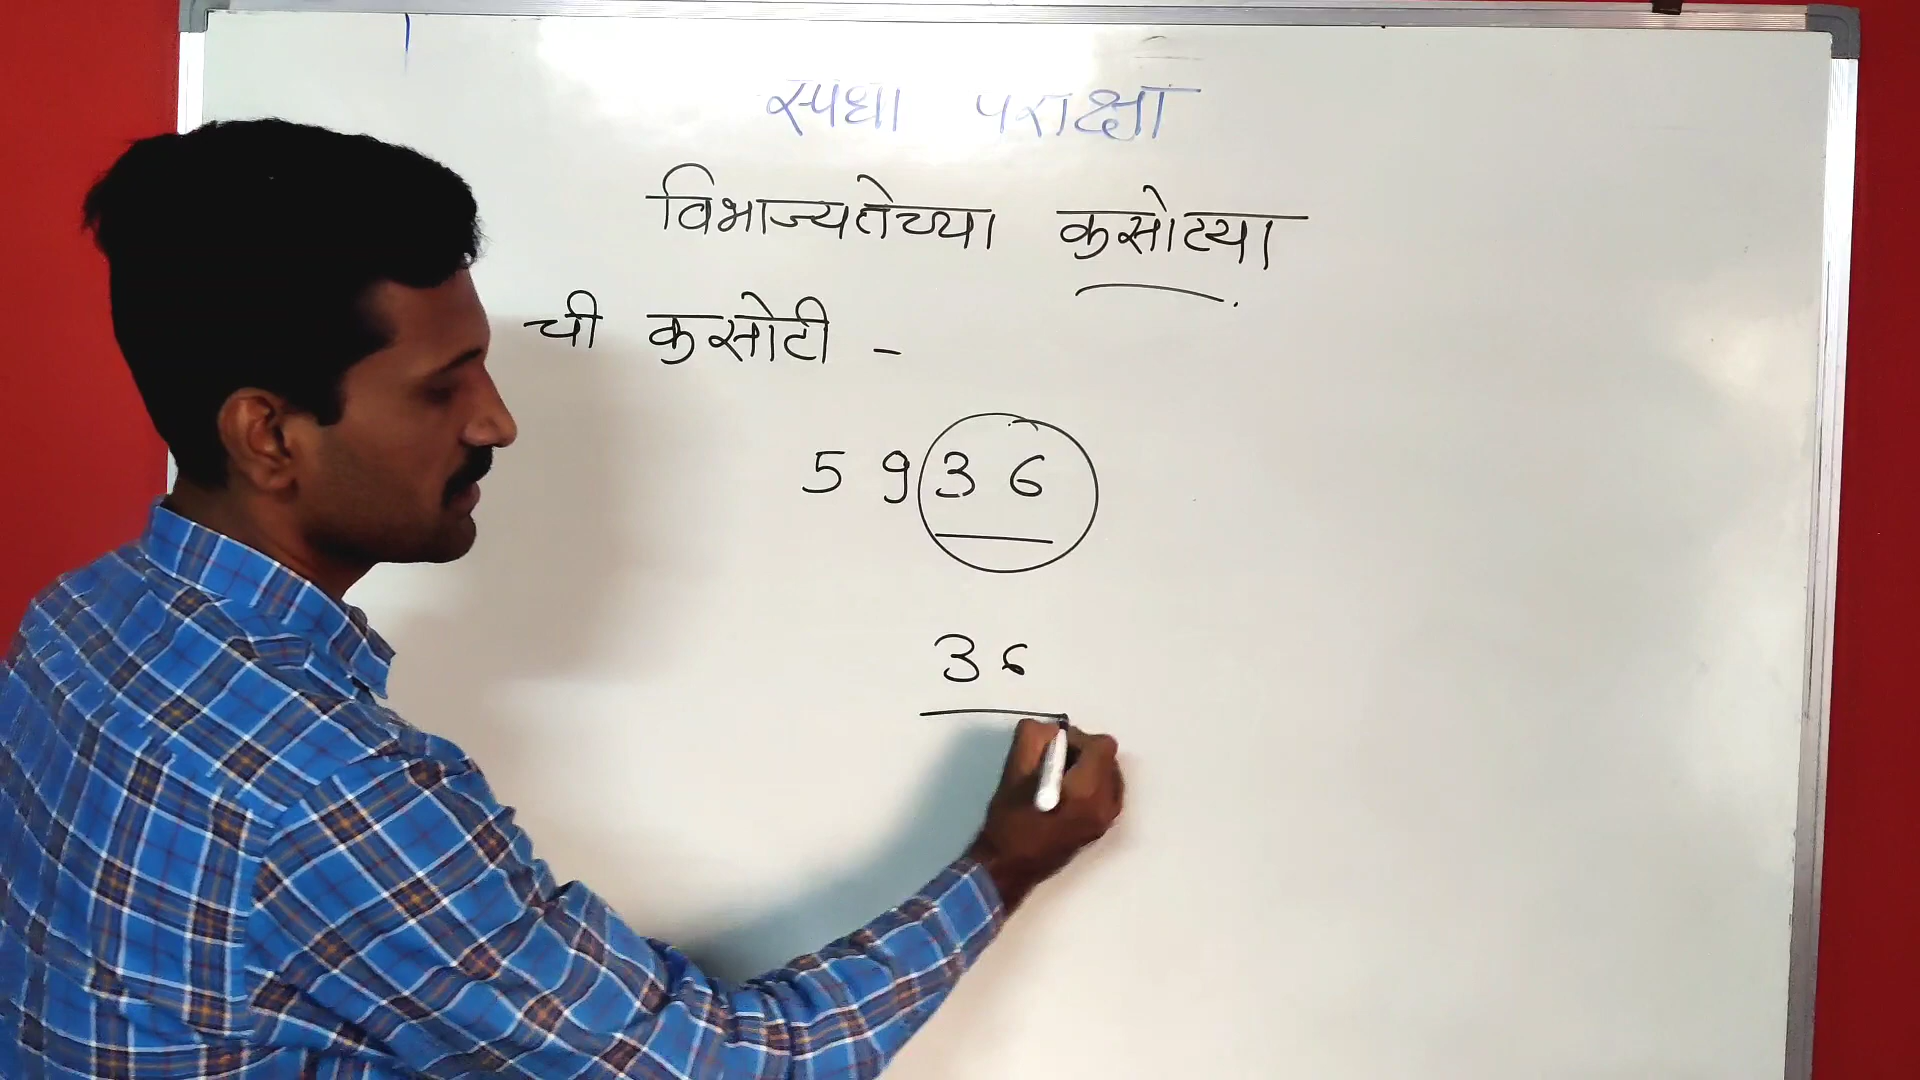 स्पर्धा परीक्षा
विभाज्यतेच्या कसोट्या
ची कसोटी -
5 9 3 6
3 6